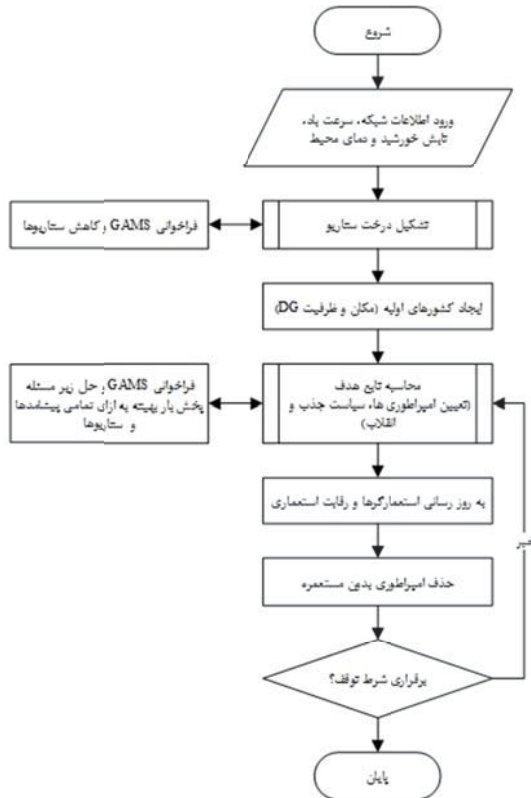 شروع
ورود اطلاعات شبکه، سرعت باد،
تابش خورشید و دمای محیط
تشکیل درخت سناریو
فراخوانی GAMS و کاهش سناریوها
ایجاد کشورهای اولیه (مکان و ظرفیت DG)
محاسبه تابع هدف
(تعیین امپراطوری ها، سیاست جذب و
انقلاب)
فراخوانی GAMS و حل زیر مسئله
پخش بار بهینه به ازای تمامی پیشامدها
و سناریوها
به روز رسانی استعمارگرها و رقابت استعماری
حذف امپراطوری بدون مستعمره
برقراری شرط توقف؟
خیر
پایان